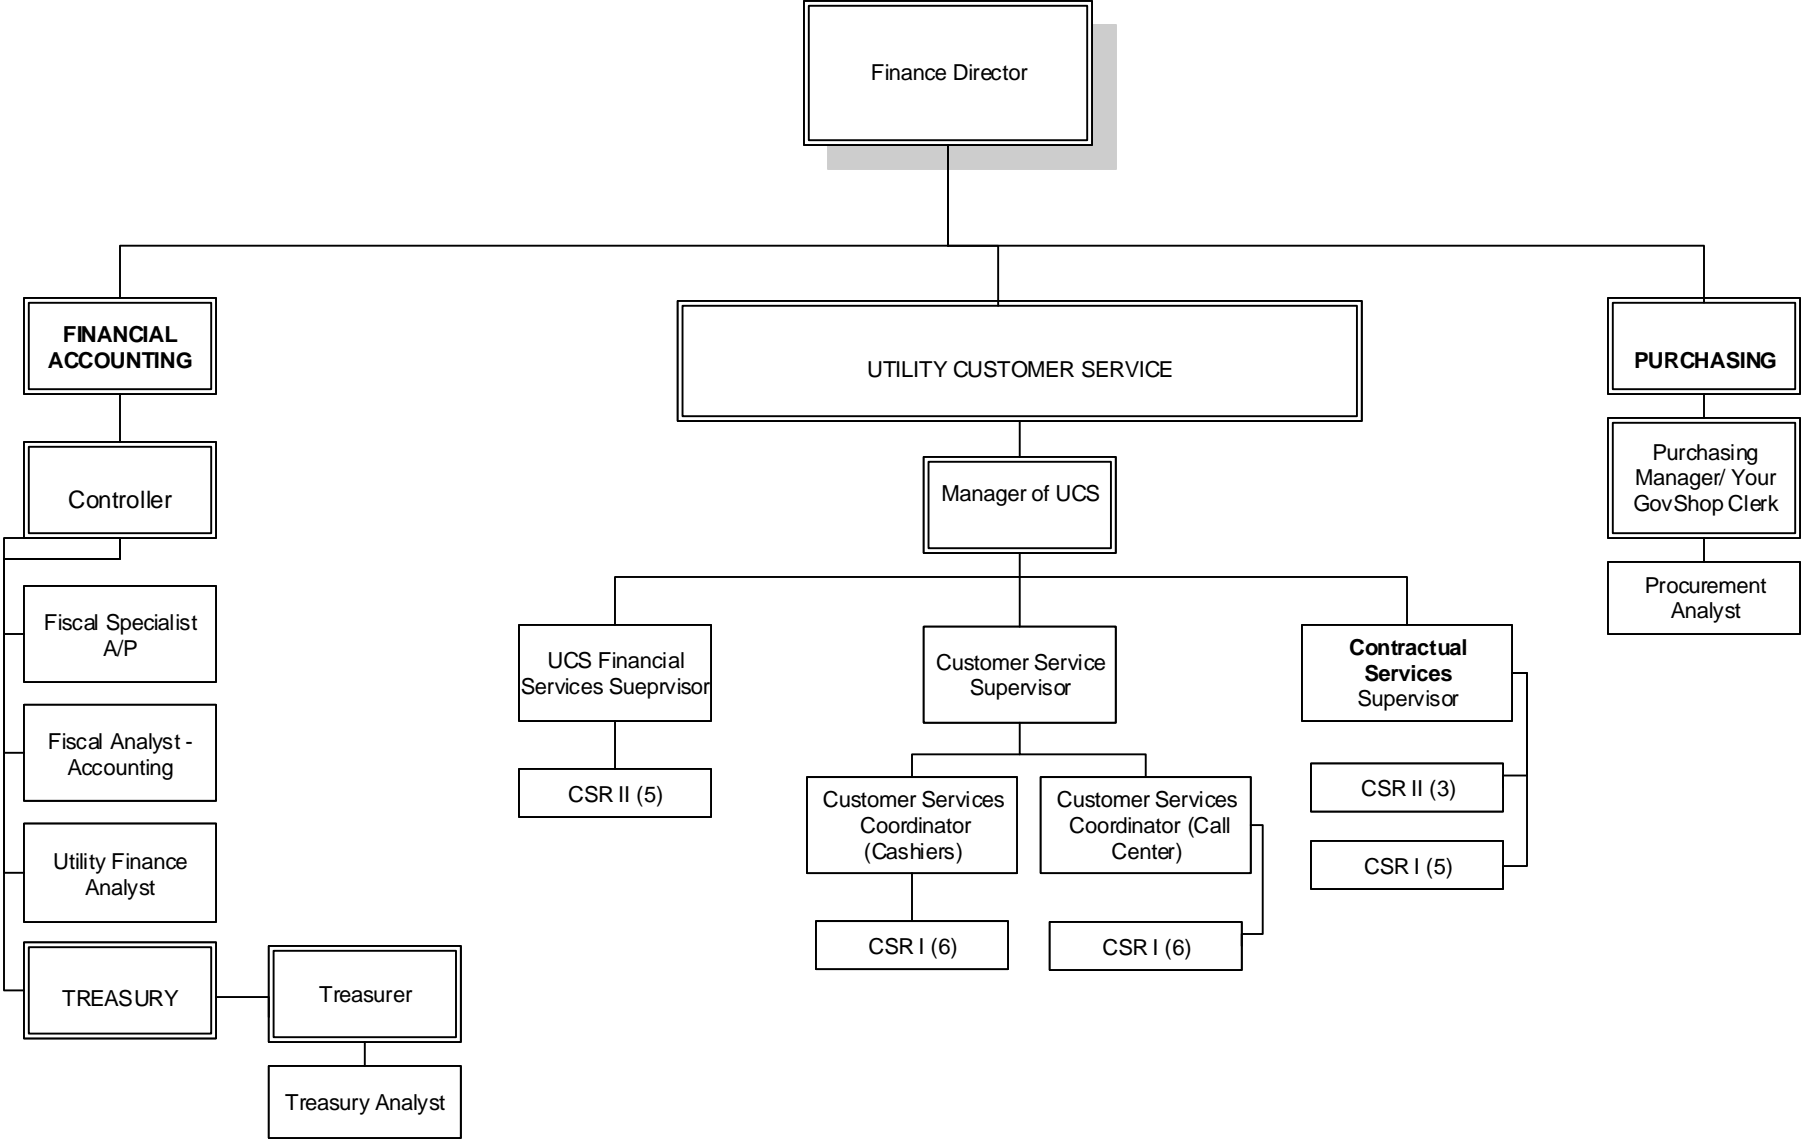 Finance Director
FINANCIAL
ACCOUNTING
UTILITY CUSTOMER SERVICE
PURCHASING
Controller
Manager of UCS
Purchasing
Manager/ Your
GovShop Clerk
Procurement
Analyst
Fiscal Specialist
A/P
UCS Financial
Services Sueprvisor
Customer Service
Supervisor
Contractual
Services
Supervisor
Fiscal Analyst -
Accounting
CSR II (5)
Customer Services
Coordinator
(Cashiers)
Customer Services
Coordinator (Call
Center)
CSR II (3)
CSR I (5)
Utility Finance
Analyst
CSR I (6)
CSR I (6)
TREASURY
Treasurer
Treasury Analyst